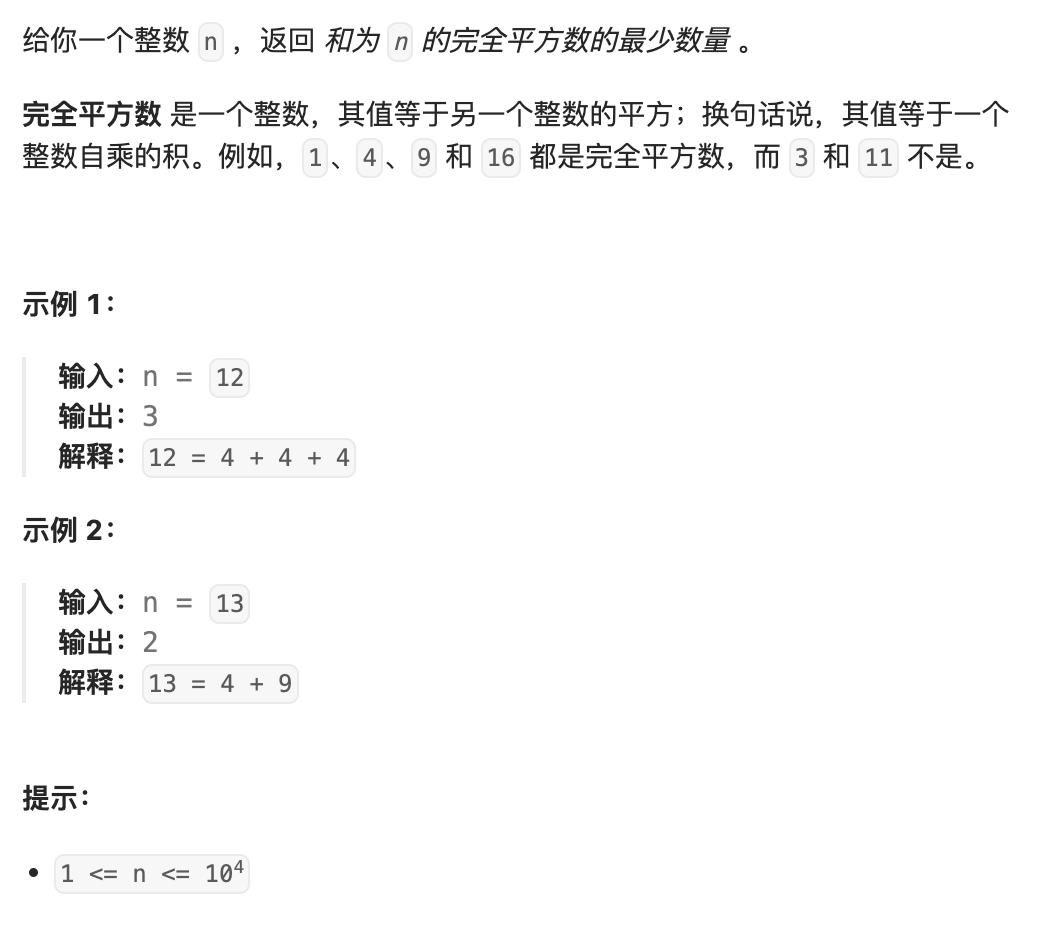 给你一个整数 n ，返回 和为 n 的完全平方数的最少数量 。
完全平方数 是一个整数，其值等于另一个整数的平方；换句话说，其值等于一个
整数自乘的积。例如，1、4、9 和 16 都是完全平方数，而 3 和 11 不是。
示例 1：
输入：n = 12
输出：3
解释：12 = 4 + 4 + 4
示例 2：
输入：n = 13
输出：2
解释：13 = 4 + 9
提示：
• 1 <= n <= 10⁴